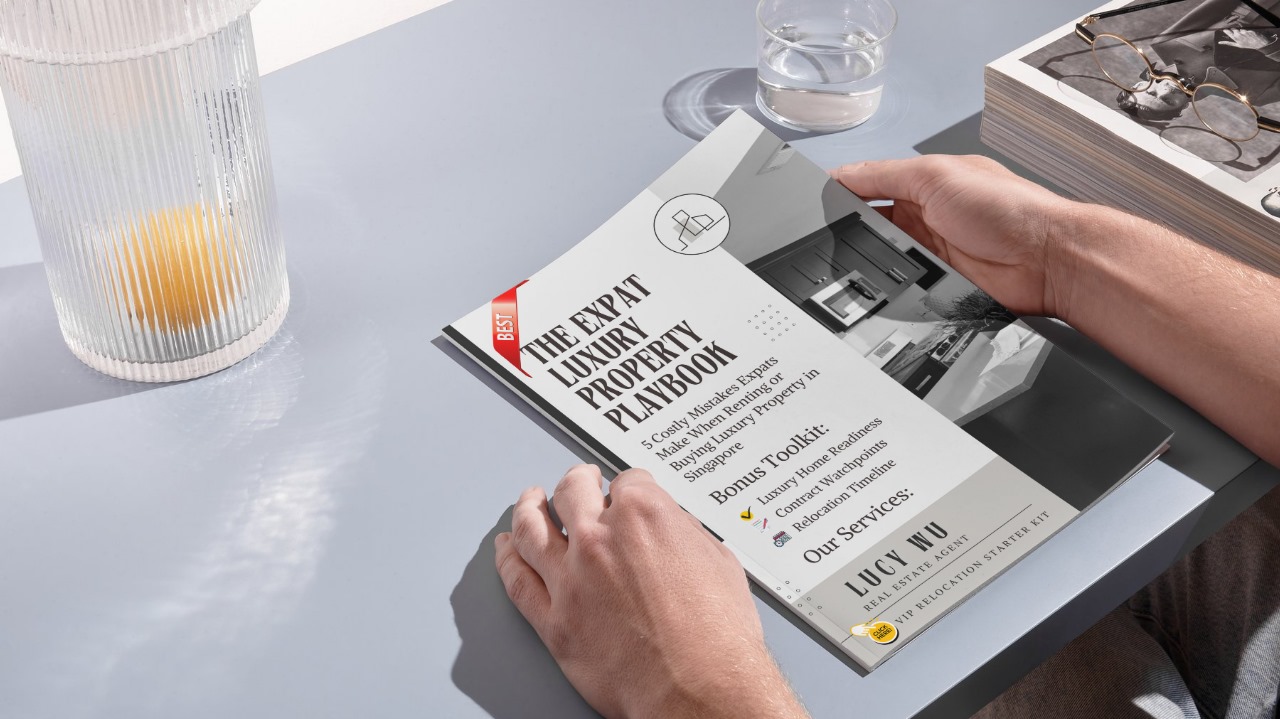 BEST
THE EXPAT
LUXURY
PROPERTY
PLAYBOOK
5 Costly Mistakes Expats
Make When Renting or
Buying Luxury Property in
Singapore
Bonus Toolkit:
Luxury Home Readiness
Contract Watchpoints
Relocation Timeline
Our Services:
LUCY WU
REAL ESTATE AGENT
VIP RELOCATION STARTER KIT
CLICK
HERE!